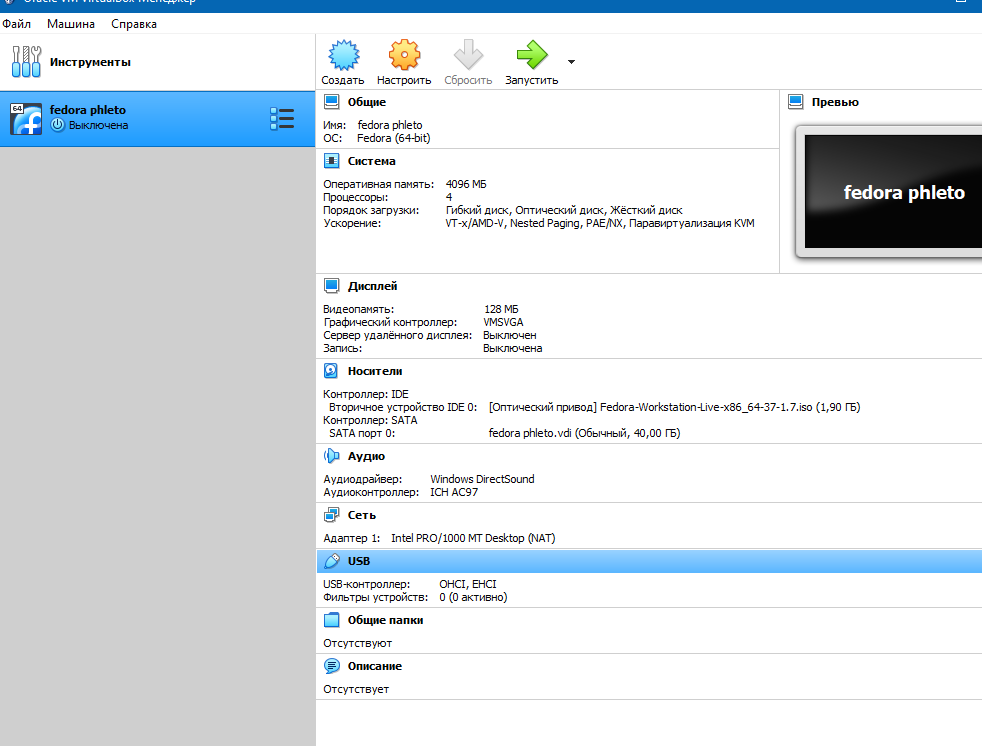 Oracle VM VirtualBox Менеджер
Файл Машина Справка
Инструменты
Создать Настроить Сбросить Запустить
64
fedora phleto
Выключена
Общие
Имя: fedora phleto
ОС: Fedora (64-bit)
Превью
fedora phleto
Система
Оперативная память: 4096 МБ
Процессоры: 4
Порядок загрузки: Гибкий диск, Оптический диск, Жёсткий диск
Ускорение: VT-x/AMD-V, Nested Paging, PAE/NX, Паравиртуализация KVM
Дисплей
Видеопамять: 128 МБ
Графический контроллер: VMSVGA
Сервер удалённого дисплея: Выключен
Запись: Выключена
Носители
Контроллер: IDE
Вторичное устройство IDE 0: [Оптический привод] Fedora-Workstation-Live-x86_64-37-1.7.iso (1,90 ГБ)
Контроллер: SATA
SATA порт 0: fedora phleto.vdi (Обычный, 40,00 ГБ)
Аудио
Аудиодрайвер: Windows DirectSound
Аудиоконтроллер: ICH AC97
Сеть
Адаптер 1: Intel PRO/1000 MT Desktop (NAT)
USB
USB-контроллер: OHCI, EHCI
Фильтры устройств: 0 (0 активно)
Общие папки
Отсутствуют
Описание
Отсутствует